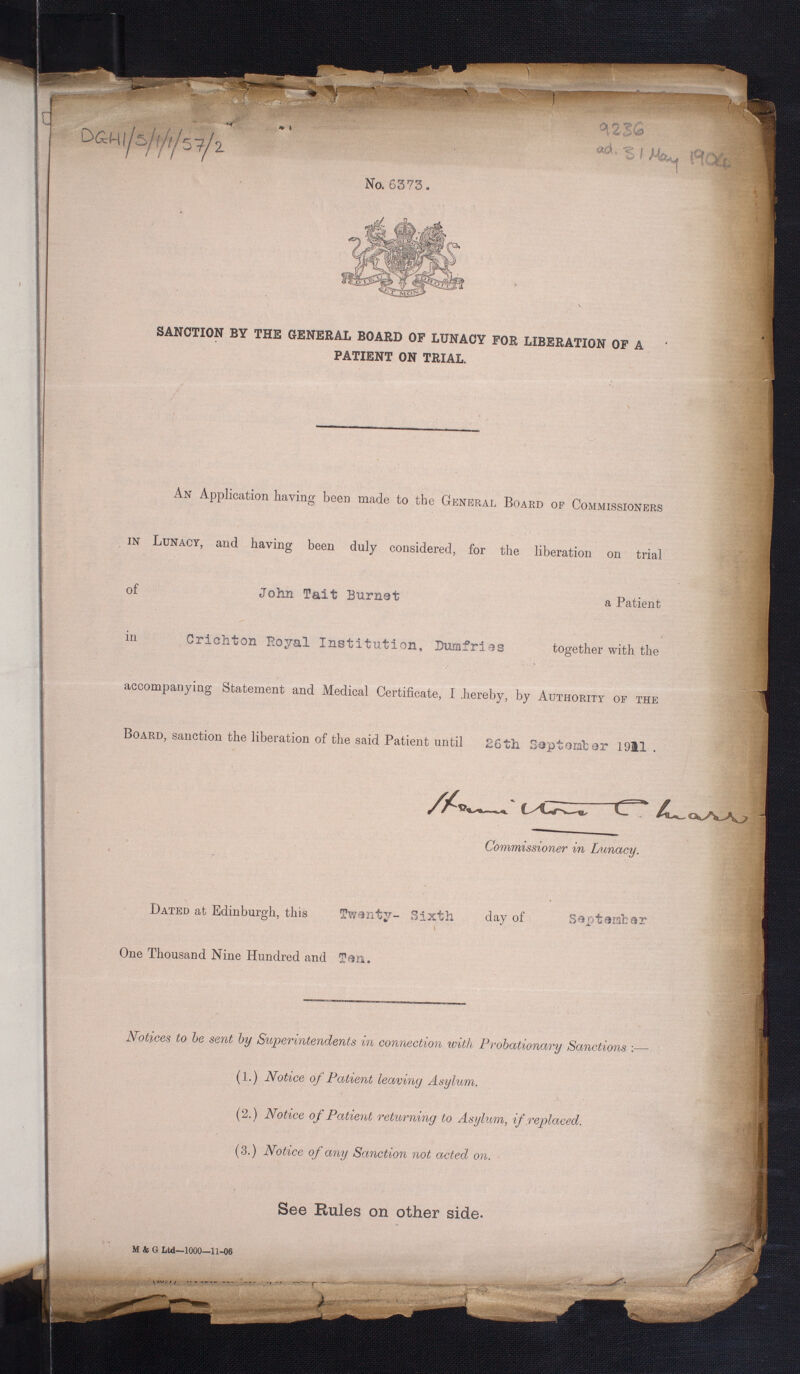 DGH1/5/1/1/57/2
9236
ad. 31 May 1904
No. 6373.
DIEU ET MON DROIT
SANCTION BY THE GENERAL BOARD OF LUNACY FOR LIBERATION OF A
PATIENT ON TRIAL.
AN Application having been made to the GENERAL BOARD OF COMMISSIONERS
IN LUNACY, and having been duly considered, for the liberation on trial
of John Tait Burnet a Patient
in Crichton Royal Institution, Dumfries together with the
accompanying Statement and Medical Certificate, I hereby, by AUTHORITY OF THE
BOARD, sanction the liberation of the said Patient until 26th September 1911.
Hamilton C. Marr
Commissioner in Lunacy.
DATED at Edinburgh, this Twenty- Sixth day of September
One Thousand Nine Hundred and Ten.
Notices to be sent by Superintendents in connection with Probationary Sanctions :—
(1.) Notice of Patient leaving Asylum.
(2.) Notice of Patient returning to Asylum, if replaced.
(3.) Notice of any Sanction not acted on.
See Rules on other side.
M & G Ltd—1000—11-06